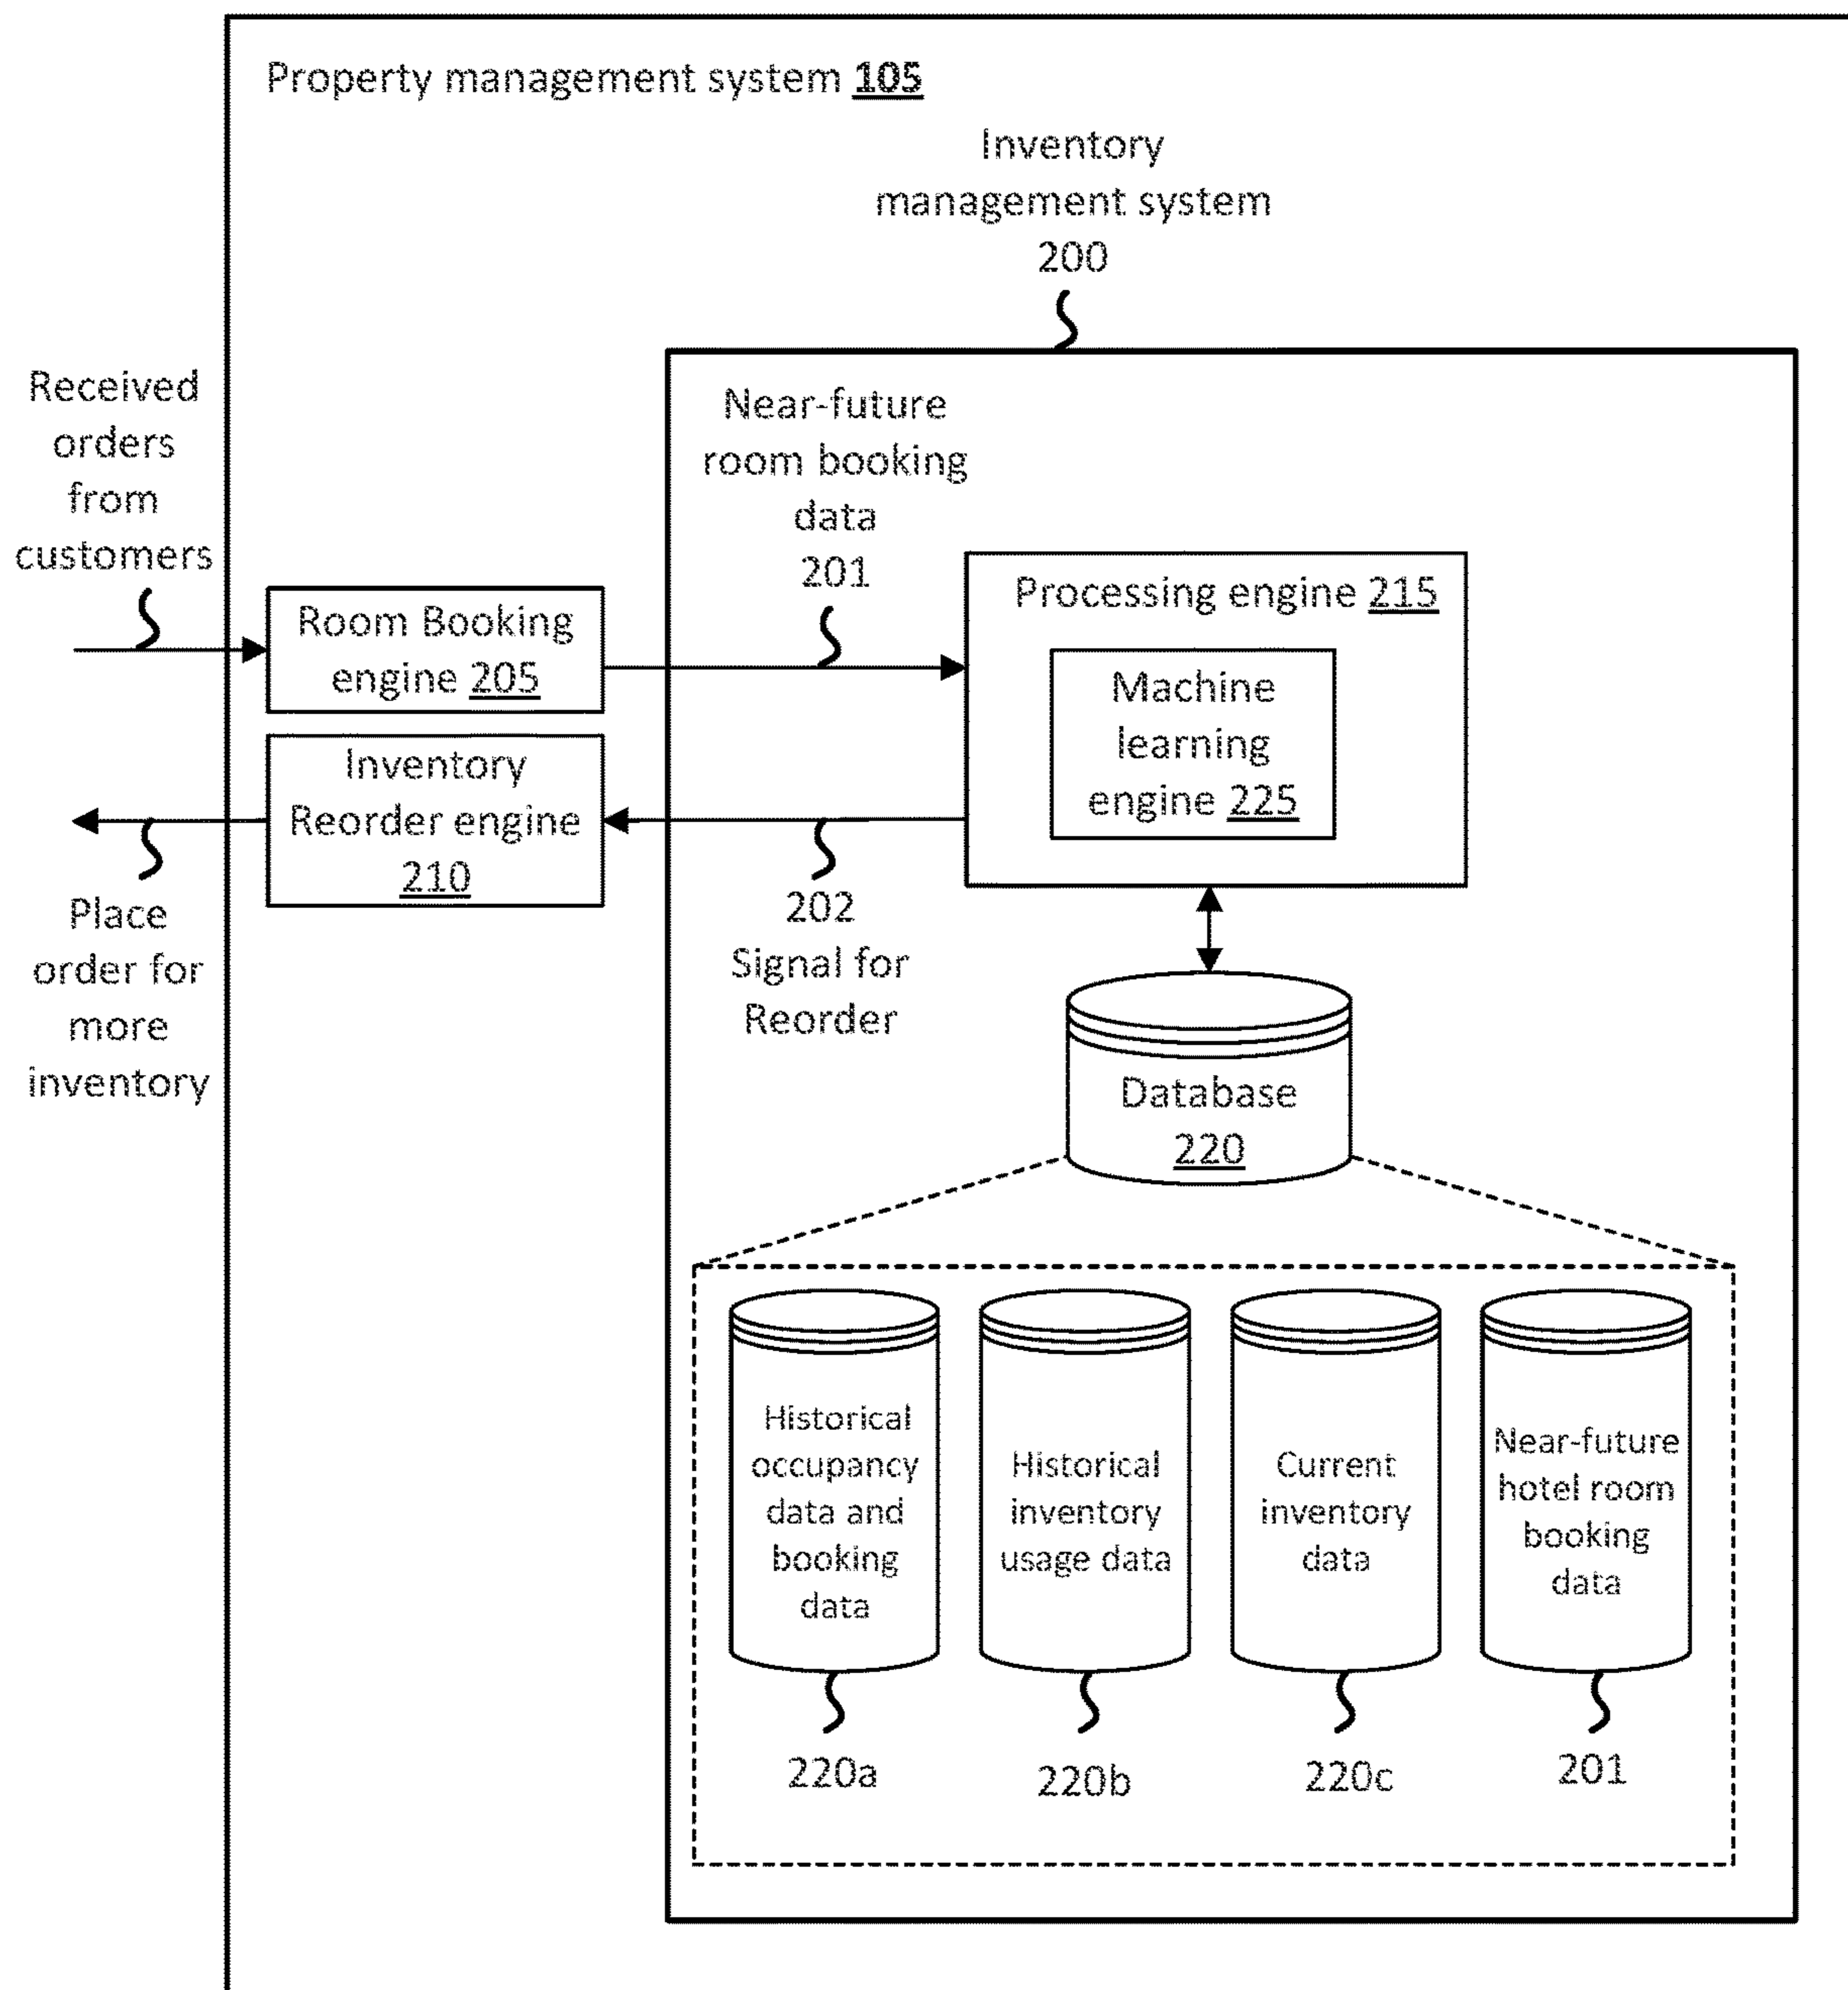 Property management system 105
Inventory
management system
200
Received
orders
from
customers
Near-future
room booking
data
201
Room Booking
engine 205
Processing engine 215
Machine
learning
engine 225
Inventory
Reorder engine
210
Place
order for
more
inventory
202
Signal for
Reorder
Database
220
Historical
occupancy
data and
booking
data
Historical
inventory
usage data
Current
inventory
data
Near-future
hotel room
booking
data
220a
220b
220c
201